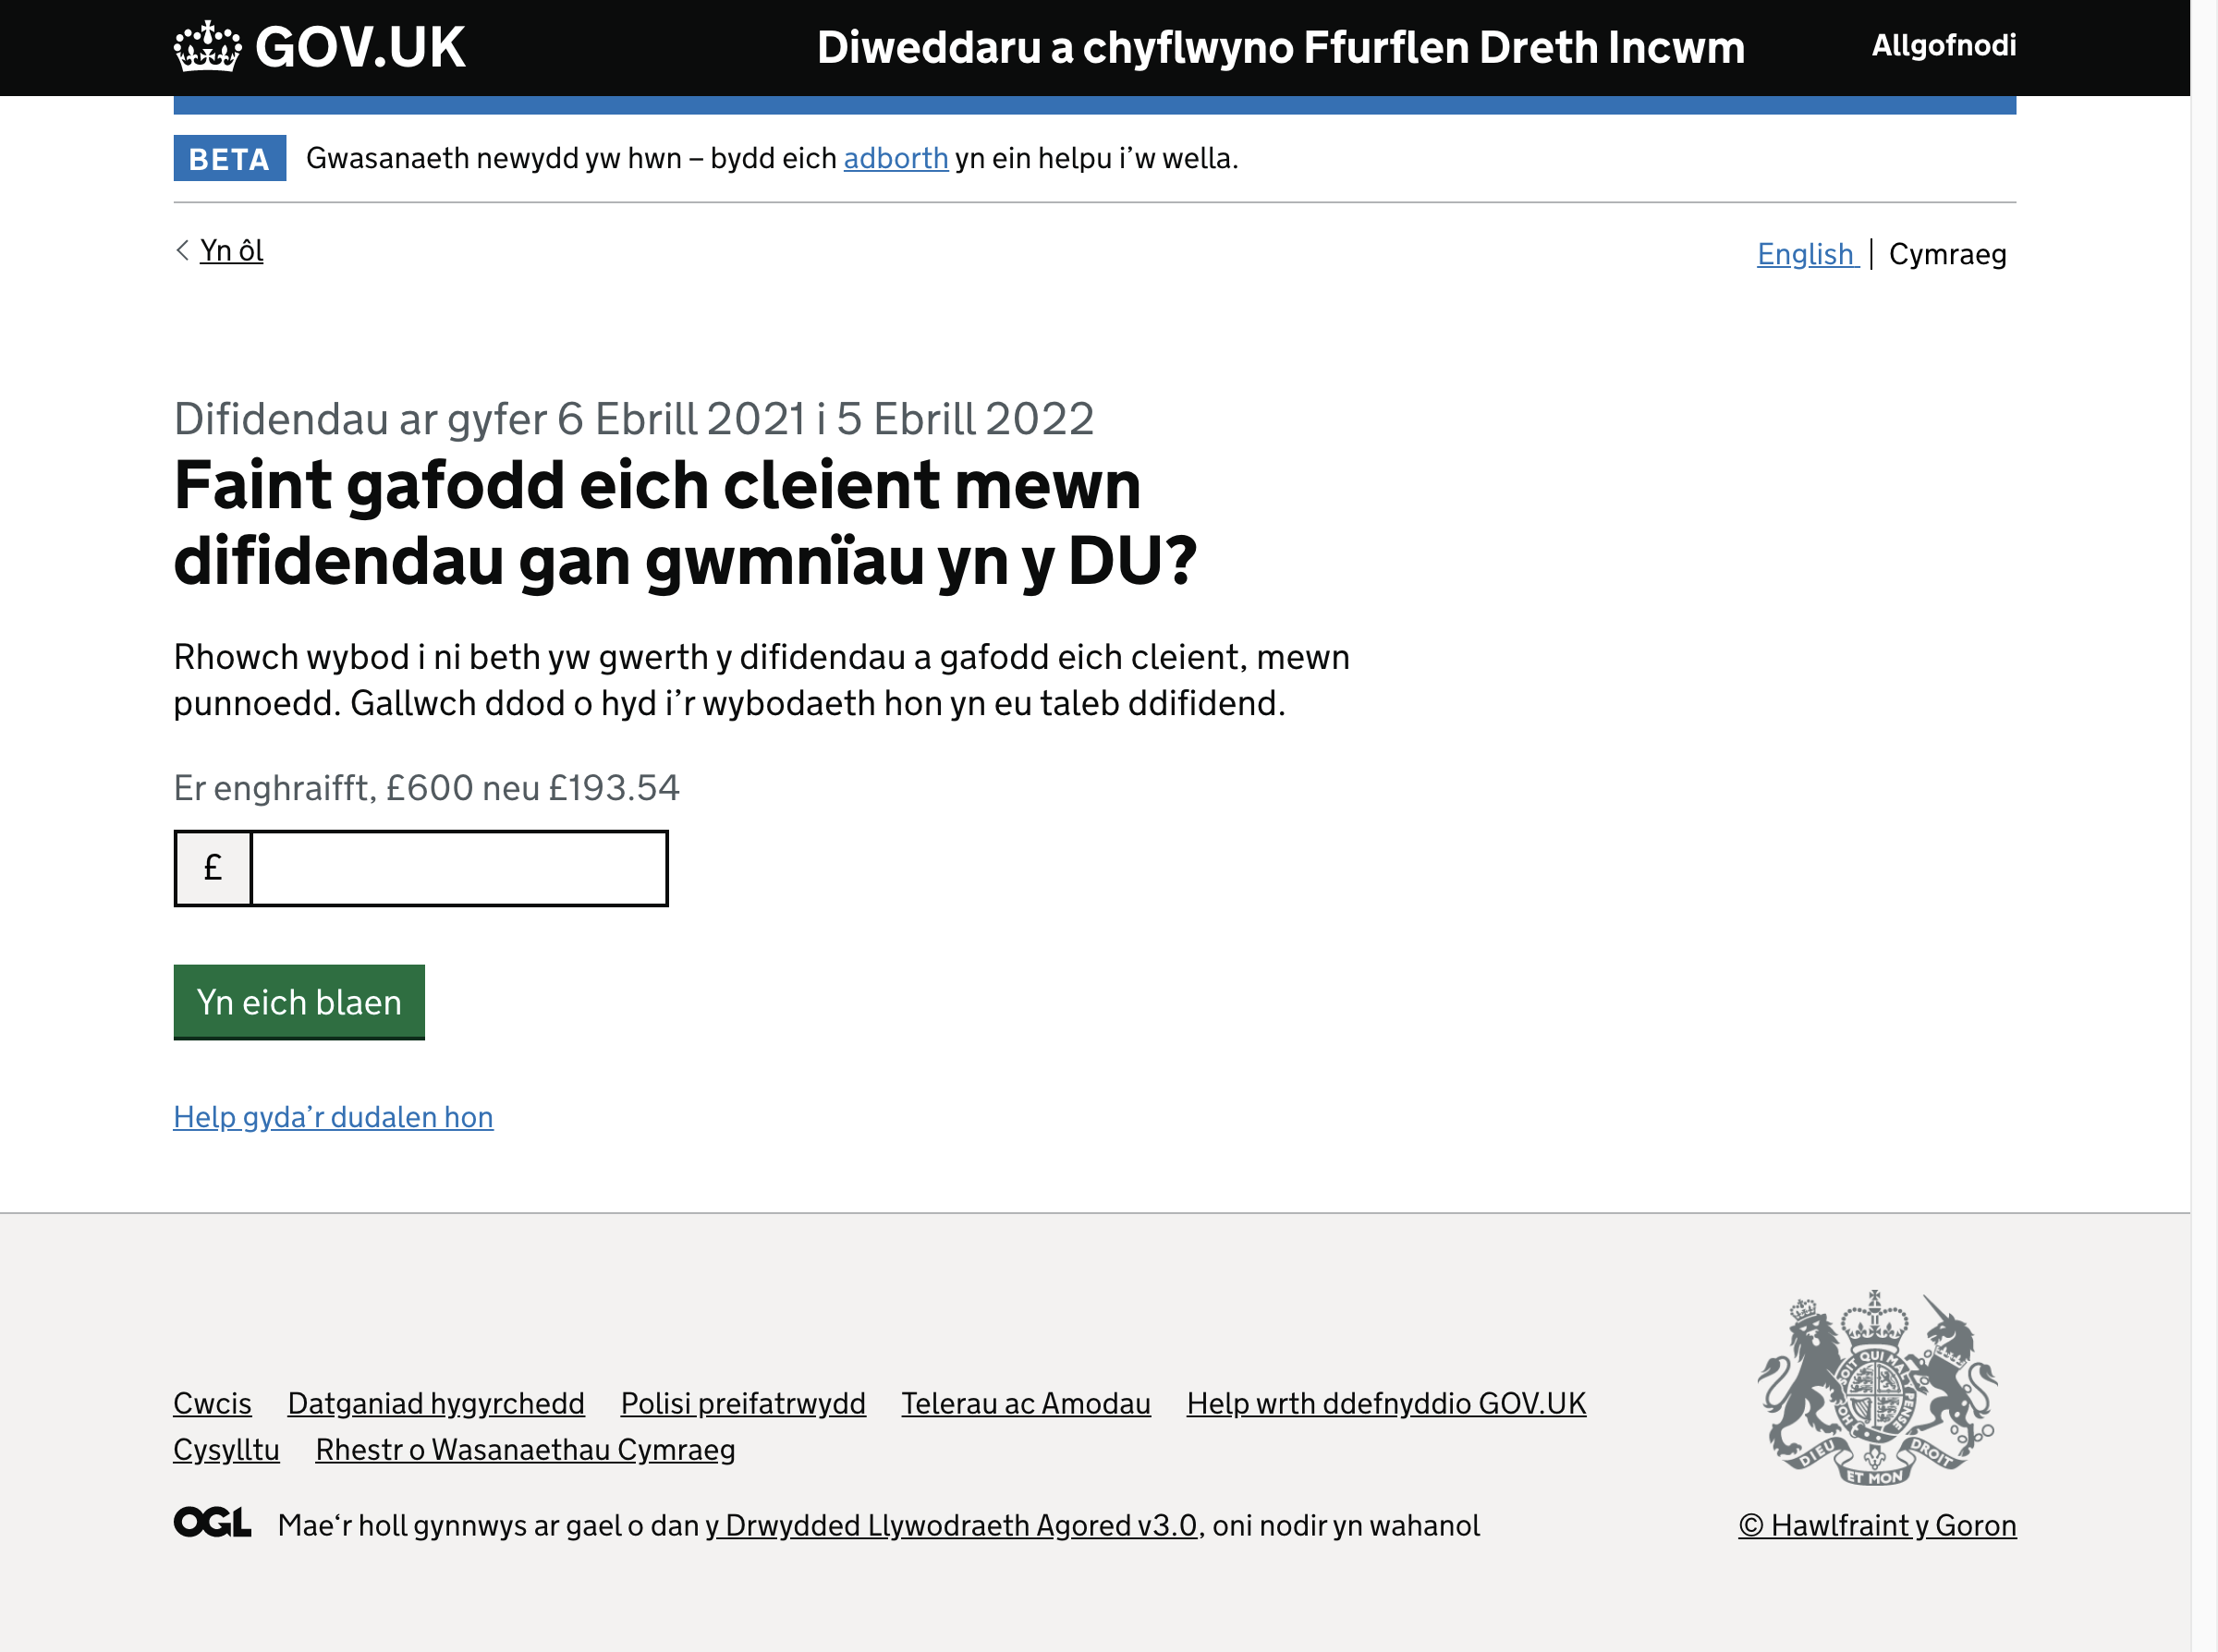 GOV.UK
Diweddaru a chyflwyno Ffurflen Dreth Incwm
Allgofnodi
BETA
Gwasanaeth newydd yw hwn – bydd eich adborth yn ein helpu i’w wella.
Yn ôl
English | Cymraeg
Difidendau ar gyfer 6 Ebrill 2021 i 5 Ebrill 2022
Faint gafodd eich cleient mewn
difidendau gan gwmnïau yn y DU?
Rhowch wybod i ni beth yw gwerth y difidendau a gafodd eich cleient, mewn
punnoedd. Gallwch ddod o hyd i’r wybodaeth hon yn eu taleb ddifidend.
Er enghraifft, £600 neu £193.54
£
Yn eich blaen
Help gyda’r dudalen hon
Cwcis Datganiad hygyrchedd Polisi preifatrwydd Telerau ac Amodau Help wrth ddefnyddio GOV.UK
Cysylltu Rhestr o Wasanaethau Cymraeg
OGL Mae‘r holl gynnwys ar gael o dan y Drwydded Llywodraeth Agored v3.0, oni nodir yn wahanol
DIEU ET MON DROIT
© Hawlfraint y Goron